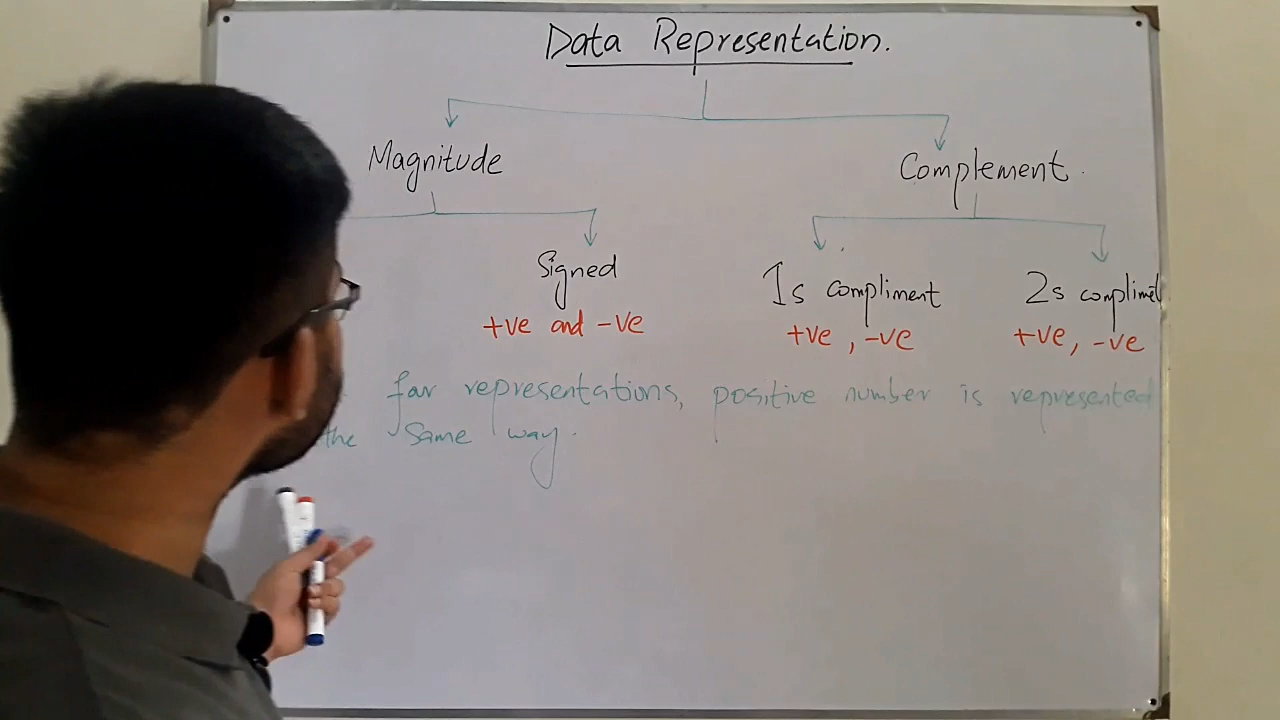 Data Representation.
Magnitude
Complement
Signed
+ve and -ve
1s compliment
+ve, -ve
2s complimet
+ve, -ve
for representations, positive number is represented
the same way.